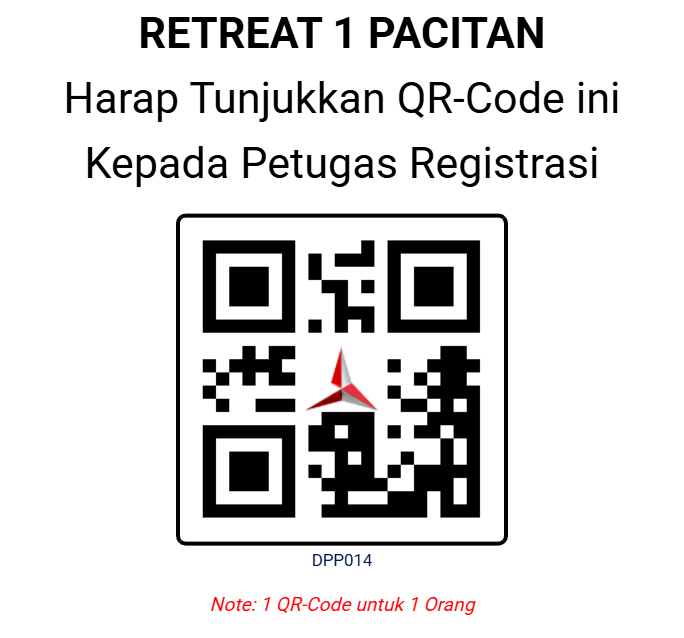 RETREAT 1 PACITAN
Harap Tunjukkan QR-Code ini
Kepada Petugas Registrasi
DPP014
Note: 1 QR-Code untuk 1 Orang